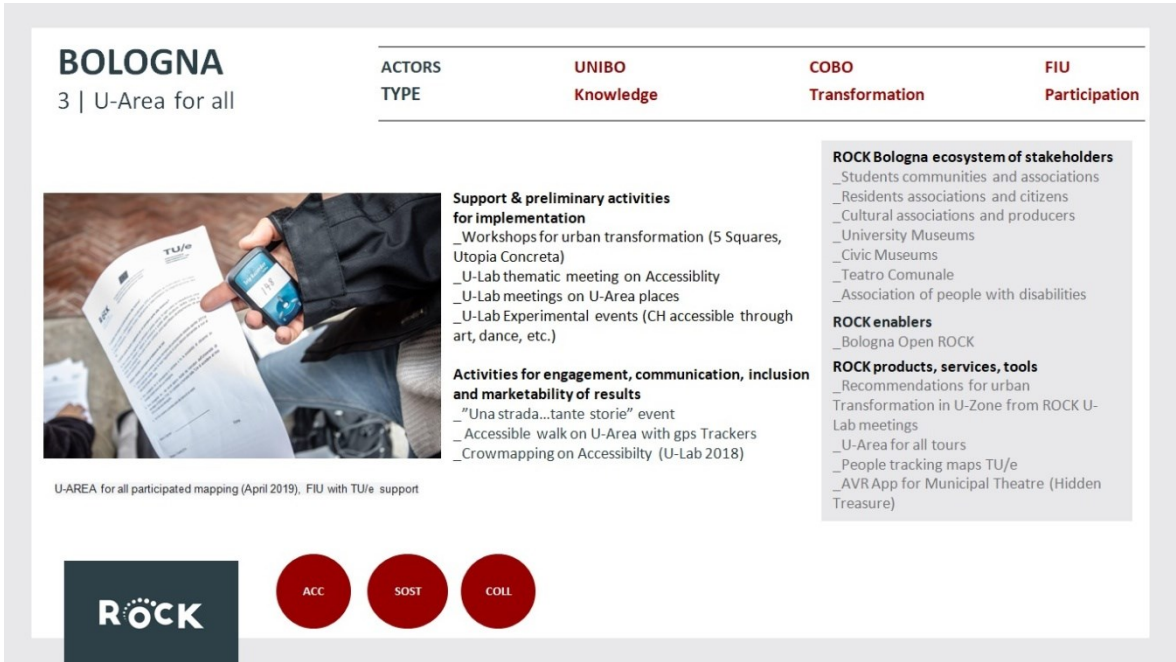 BOLOGNA
3 | U-Area for all
ACTORS UNIBO COBO FIU
TYPE Knowledge Transformation Participation
TU/e
ROCK
148
U-AREA for all participated mapping (April 2019), FIU with TU/e support
Support & preliminary activities
for implementation
_Workshops for urban transformation (5 Squares,
Utopia Concreta)
_U-Lab thematic meeting on Accessiblity
_U-Lab meetings on U-Area places
_U-Lab Experimental events (CH accessible through
art, dance, etc.)
Activities for engagement, communication, inclusion
and marketability of results
_”Una strada...tante storie” event
_ Accessible walk on U-Area with gps Trackers
_Crowmapping on Accessibilty (U-Lab 2018)
ROCK Bologna ecosystem of stakeholders
_Students communities and associations
_Residents associations and citizens
_Cultural associations and producers
_University Museums
_Civic Museums
_Teatro Comunale
_Association of people with disabilities
ROCK enablers
_Bologna Open ROCK
ROCK products, services, tools
_Recommendations for urban
Transformation in U-Zone from ROCK U-
Lab meetings
_U-Area for all tours
_People tracking maps TU/e
_AVR App for Municipal Theatre (Hidden
Treasure)
ROCK
ACC
SOST
COLL